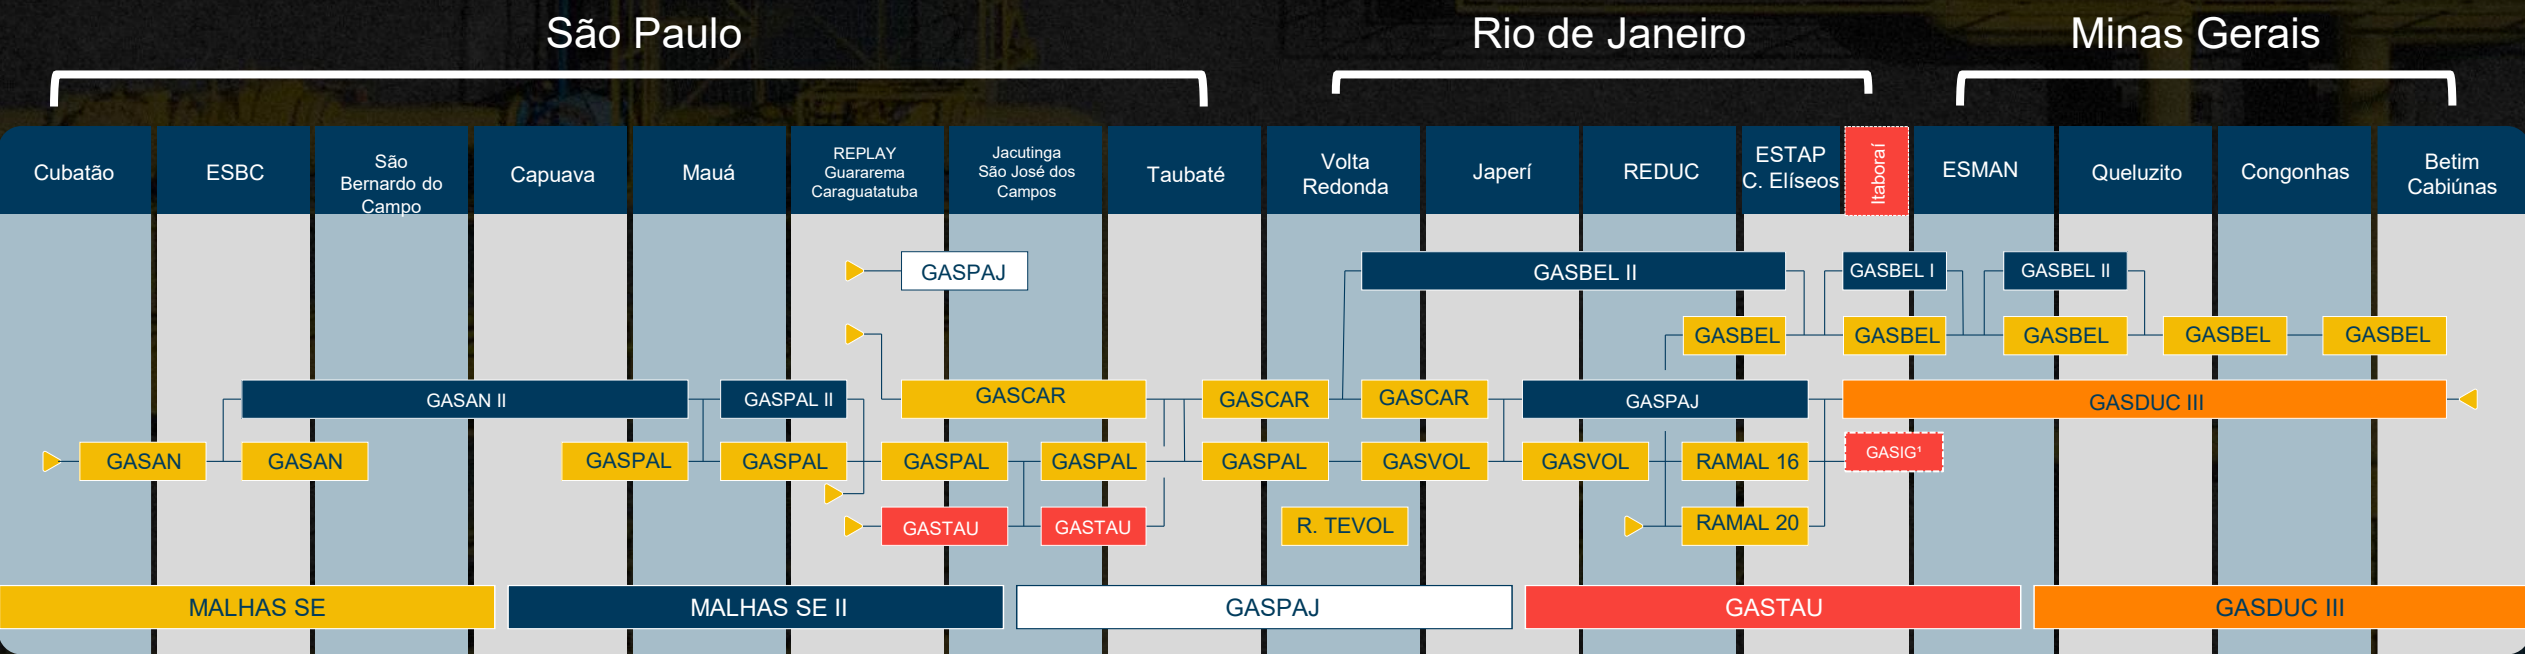 São Paulo
Rio de Janeiro
Minas Gerais
Cubatão
ESBC
São
Bernardo do
Campo
Capuava
Mauá
REPLAY
Guararema
Caraguatatuba
Jacutinga
São José dos
Campos
Taubaté
Volta
Redonda
Japerí
REDUC
ESTAP
C. Elíseos
Itaboraí
ESMAN
Queluzito
Congonhas
Betim
Cabiúnas
GASPAJ
GASBEL II
GASBEL I
GASBEL II
GASBEL
GASBEL
GASBEL
GASBEL
GASBEL
GASAN II
GASPAL II
GASCAR
GASCAR
GASCAR
GASPAJ
GASDUC III
GASAN
GASAN
GASPAL
GASPAL
GASPAL
GASPAL
GASPAL
GASVOL
GASVOL
RAMAL 16
GASIG¹
GASTAU
GASTAU
R. TEVOL
RAMAL 20
MALHAS SE
MALHAS SE II
GASPAJ
GASTAU
GASDUC III